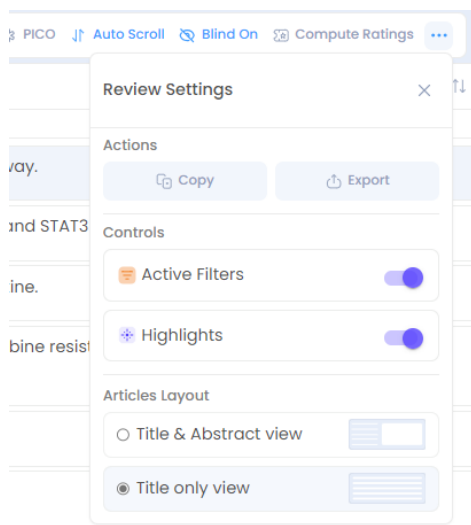 PICO Auto Scroll Blind On Compute Ratings
Review Settings
Actions
way.
Copy Export
and STAT3
Controls
Active Filters
ine.
Highlights
bine resist
Articles Layout
Title & Abstract view
Title only view